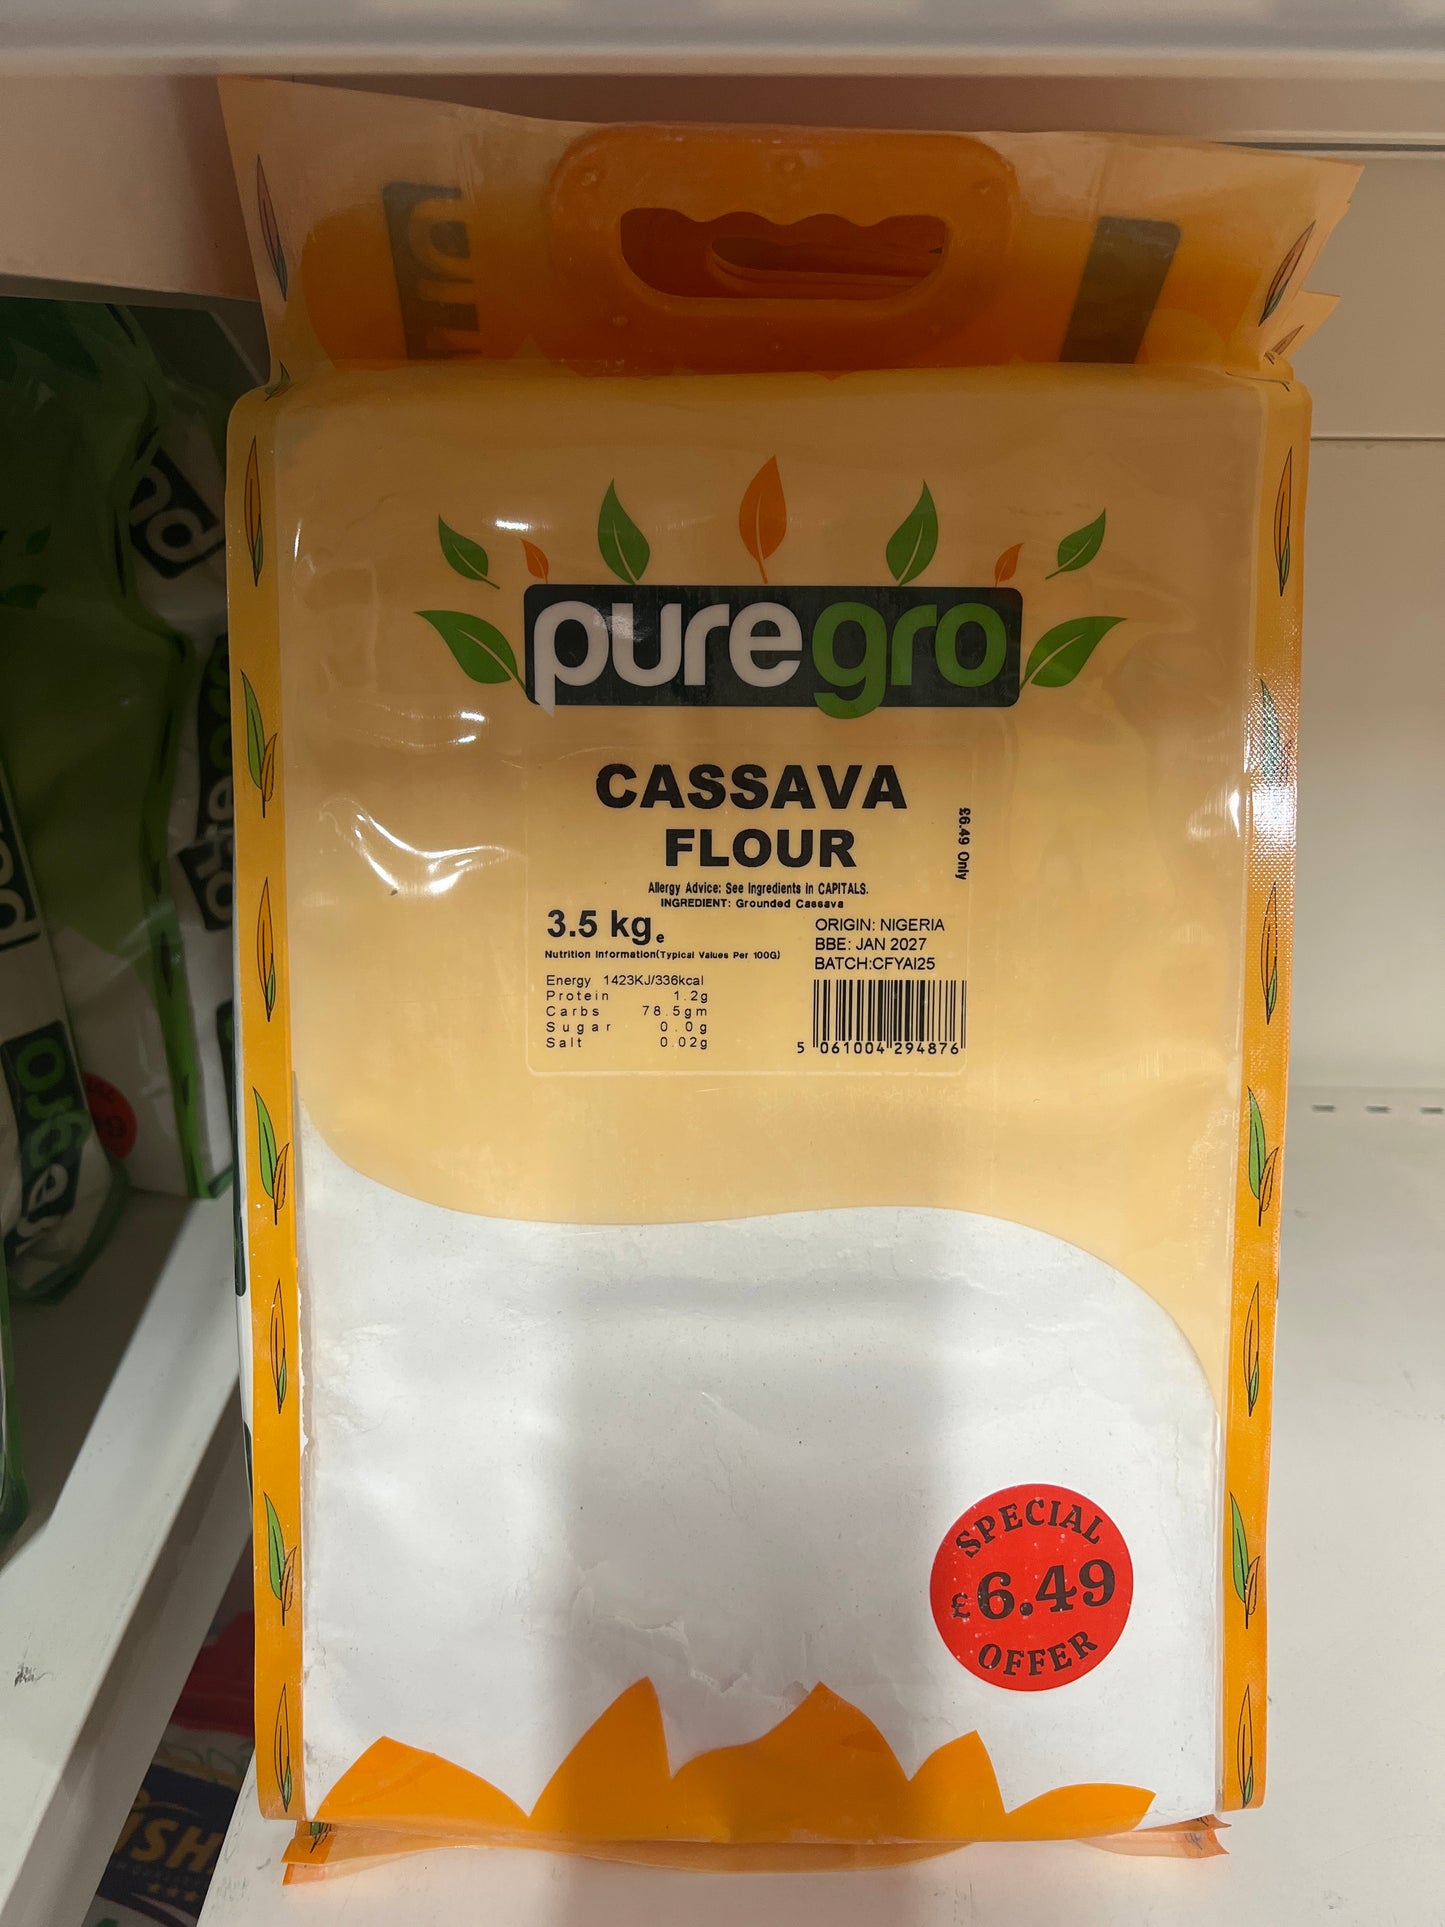 puregro
CASSAVA
FLOUR
£6.49 Only
Allergy Advice: See Ingredients in CAPITALS.
INGREDIENT: Grounded Cassava
3.5 kg e
Nutrition Information(Typical Values Per 100G)
Energy 1423KJ/336kcal
Protein 1.2g
Carbs 78.5gm
Sugar 0.0g
Salt 0.02g
ORIGIN: NIGERIA
BBE: JAN 2027
BATCH:CFYAI25
5 061004 294876
SPECIAL
£6.49
OFFER